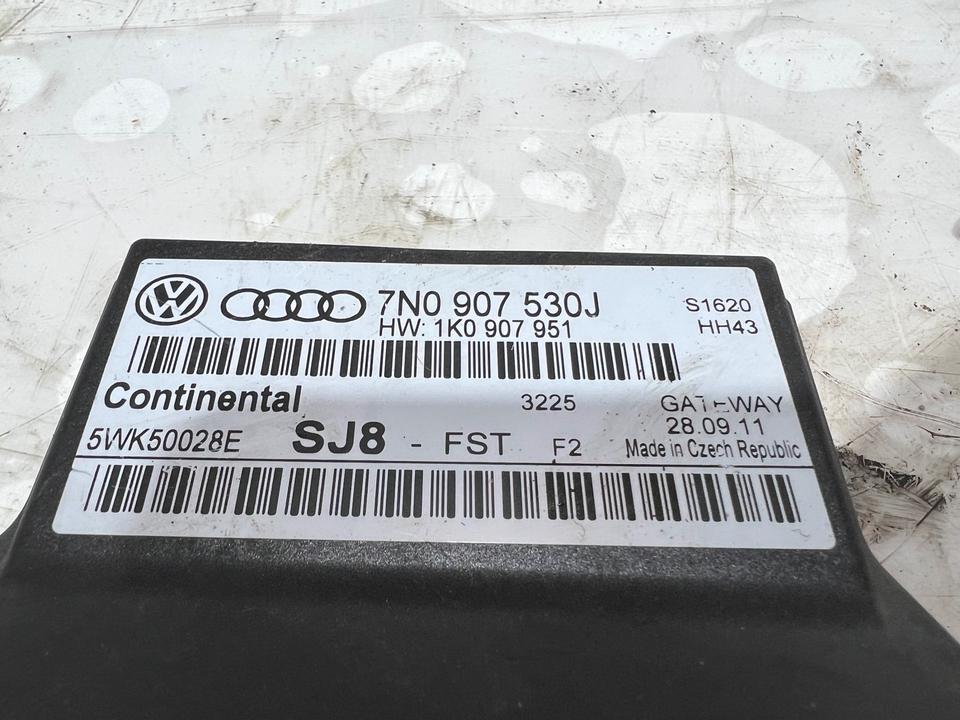 7N0 907 530J
S1620
HW: 1K0 907 951
HH43
Continental
3225
GATEWAY
28.09.11
5WK50028E
SJ8 - FST F2
Made in Czech Republic